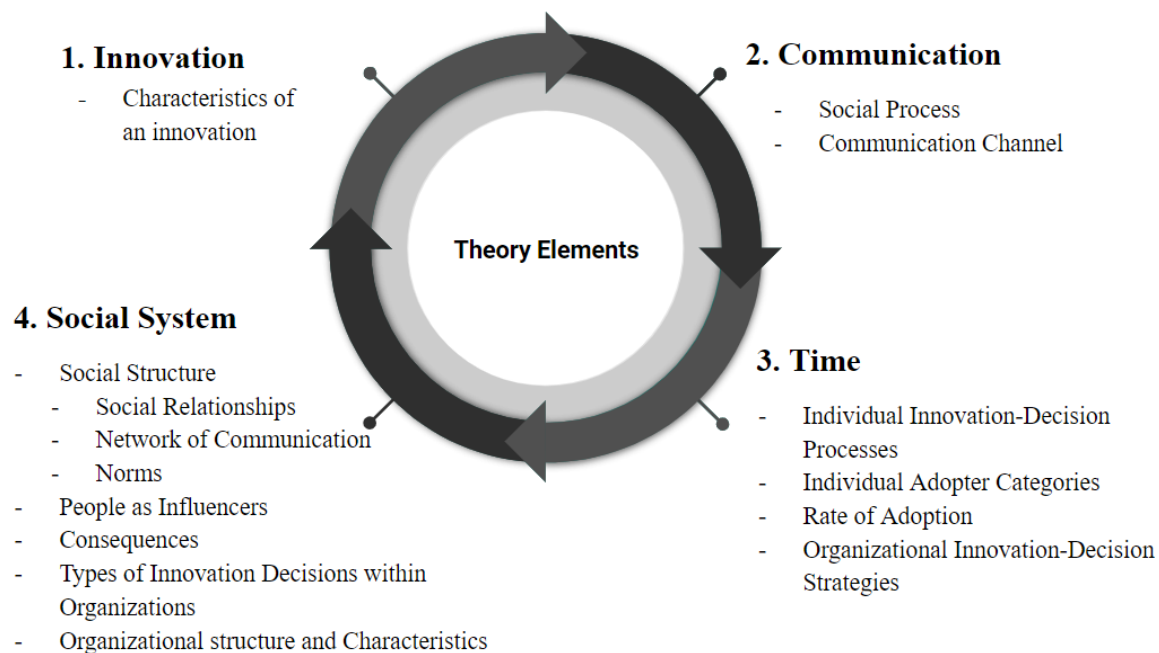 1. Innovation
- Characteristics of
an innovation
2. Communication
- Social Process
- Communication Channel
Theory Elements
3. Time
- Individual Innovation-Decision
Processes
- Individual Adopter Categories
- Rate of Adoption
- Organizational Innovation-Decision
Strategies
4. Social System
- Social Structure
- Social Relationships
- Network of Communication
- Norms
- People as Influencers
- Consequences
- Types of Innovation Decisions within
Organizations
- Organizational structure and Characteristics